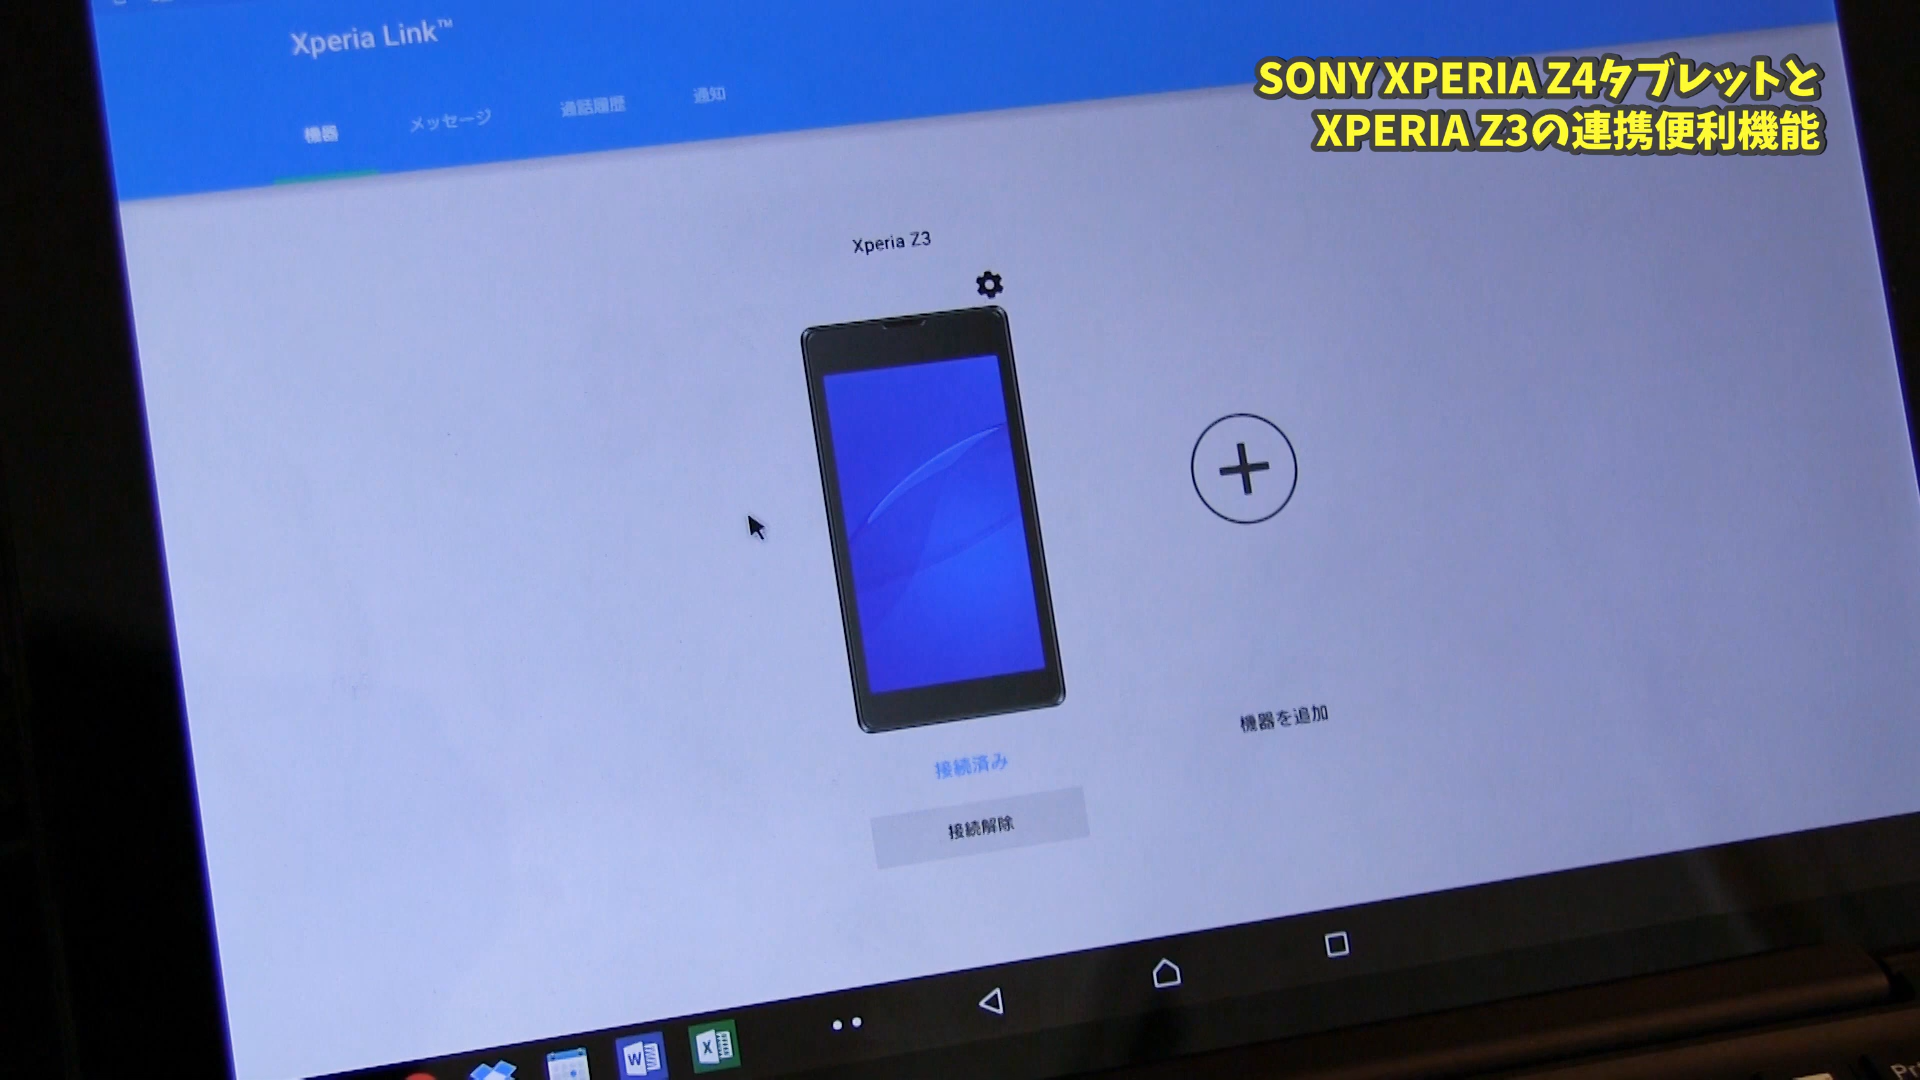 Xperia Link™
SONY XPERIA Z4タブレットと
XPERIA Z3の連携便利機能
機器 メッセージ 通話履歴 通知
Xperia Z3
機器を追加
接続済み
接続解除